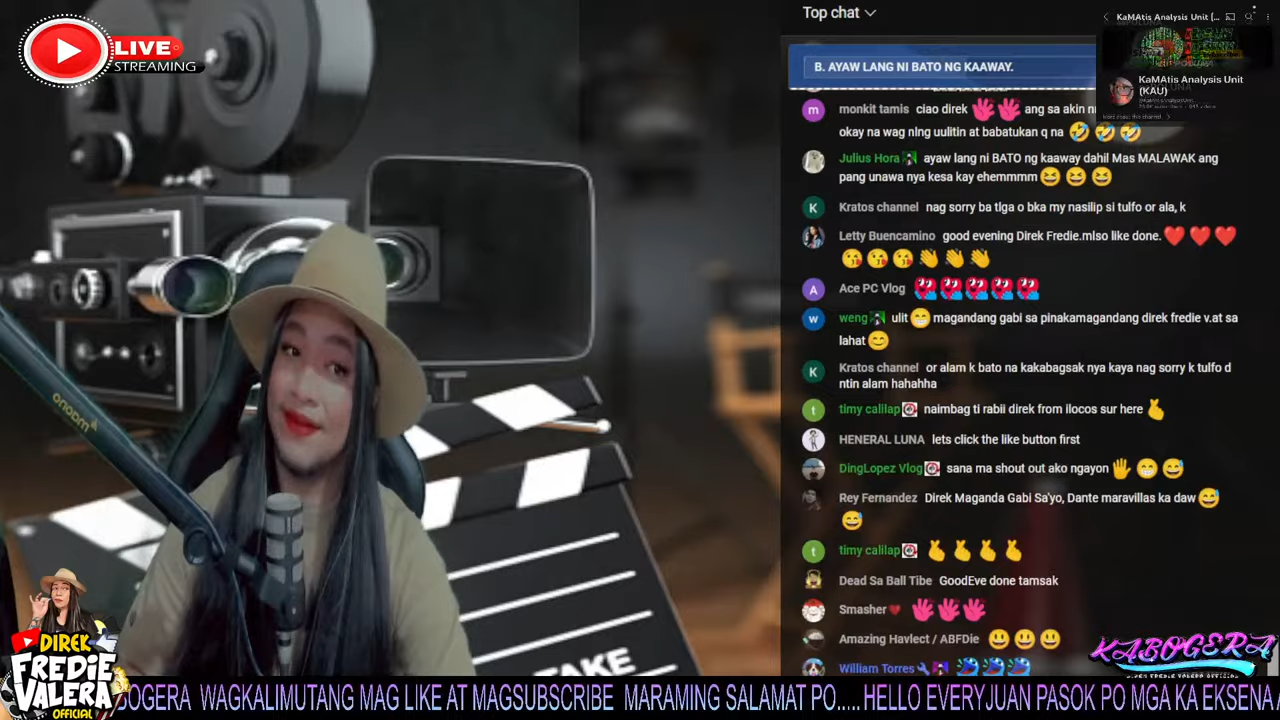 LIVE
STREAMING
Top chat
KaMAtis Analysis Unit (...
KaMAtis Analysis Unit
(KAU)
B. AYAW LANG NI BATO NG KAAWAY.
monkit tamis ciao direk 👋👋 ang sa akin
okay na wag nIng uulitin at babatukan q na 🤣🤣🤣
Julius Hora ayaw lang ni BATO ng kaaway dahil Mas MALAWAK ang
pang unawa nya kesa kay ehemmmm 😆😆😆
K
Kratos channel nag sorry ba tlga o bka my nasilip si tulfo or ala, k
Letty Buencamino good evening Direk Fredie.mlso like done. ❤️❤️❤️
😘😘😘👏👏👏
A
Ace PC Vlog
w
weng ulit 😁 magandang gabi sa pinakamagandang direk fredie v.at sa
lahat 😊
K
Kratos channel or alam k bato na kakabagsak nya kaya nag sorry k tulfo d
ntin alam hahahha
t
timy calilap naimbag ti rabii direk from ilocos sur here
HENERAL LUNA lets click the like button first
DingLopez Vlog sana ma shout out ako ngayon 🖐😁😅
Rey Fernandez Direk Maganda Gabi Sa'yo, Dante maravillas ka daw 😅
😅
t
timy calilap
Dead Sa Ball Tibe GoodEve done tamsak
Smasher❤️ 👋👋👋
Amazing Havlect / ABFDie 😃😃😃
William Torres
maono
TAKE
DIREK
FREDIE
VALERA
OFFICIAL
KABOGERA
OGERA WAGKALIMUTANG MAG LIKE AT MAGSUBSCRIBE MARAMING SALAMAT PO.....HELLO EVERYJUAN PASOK PO MGA KA EKSENA.